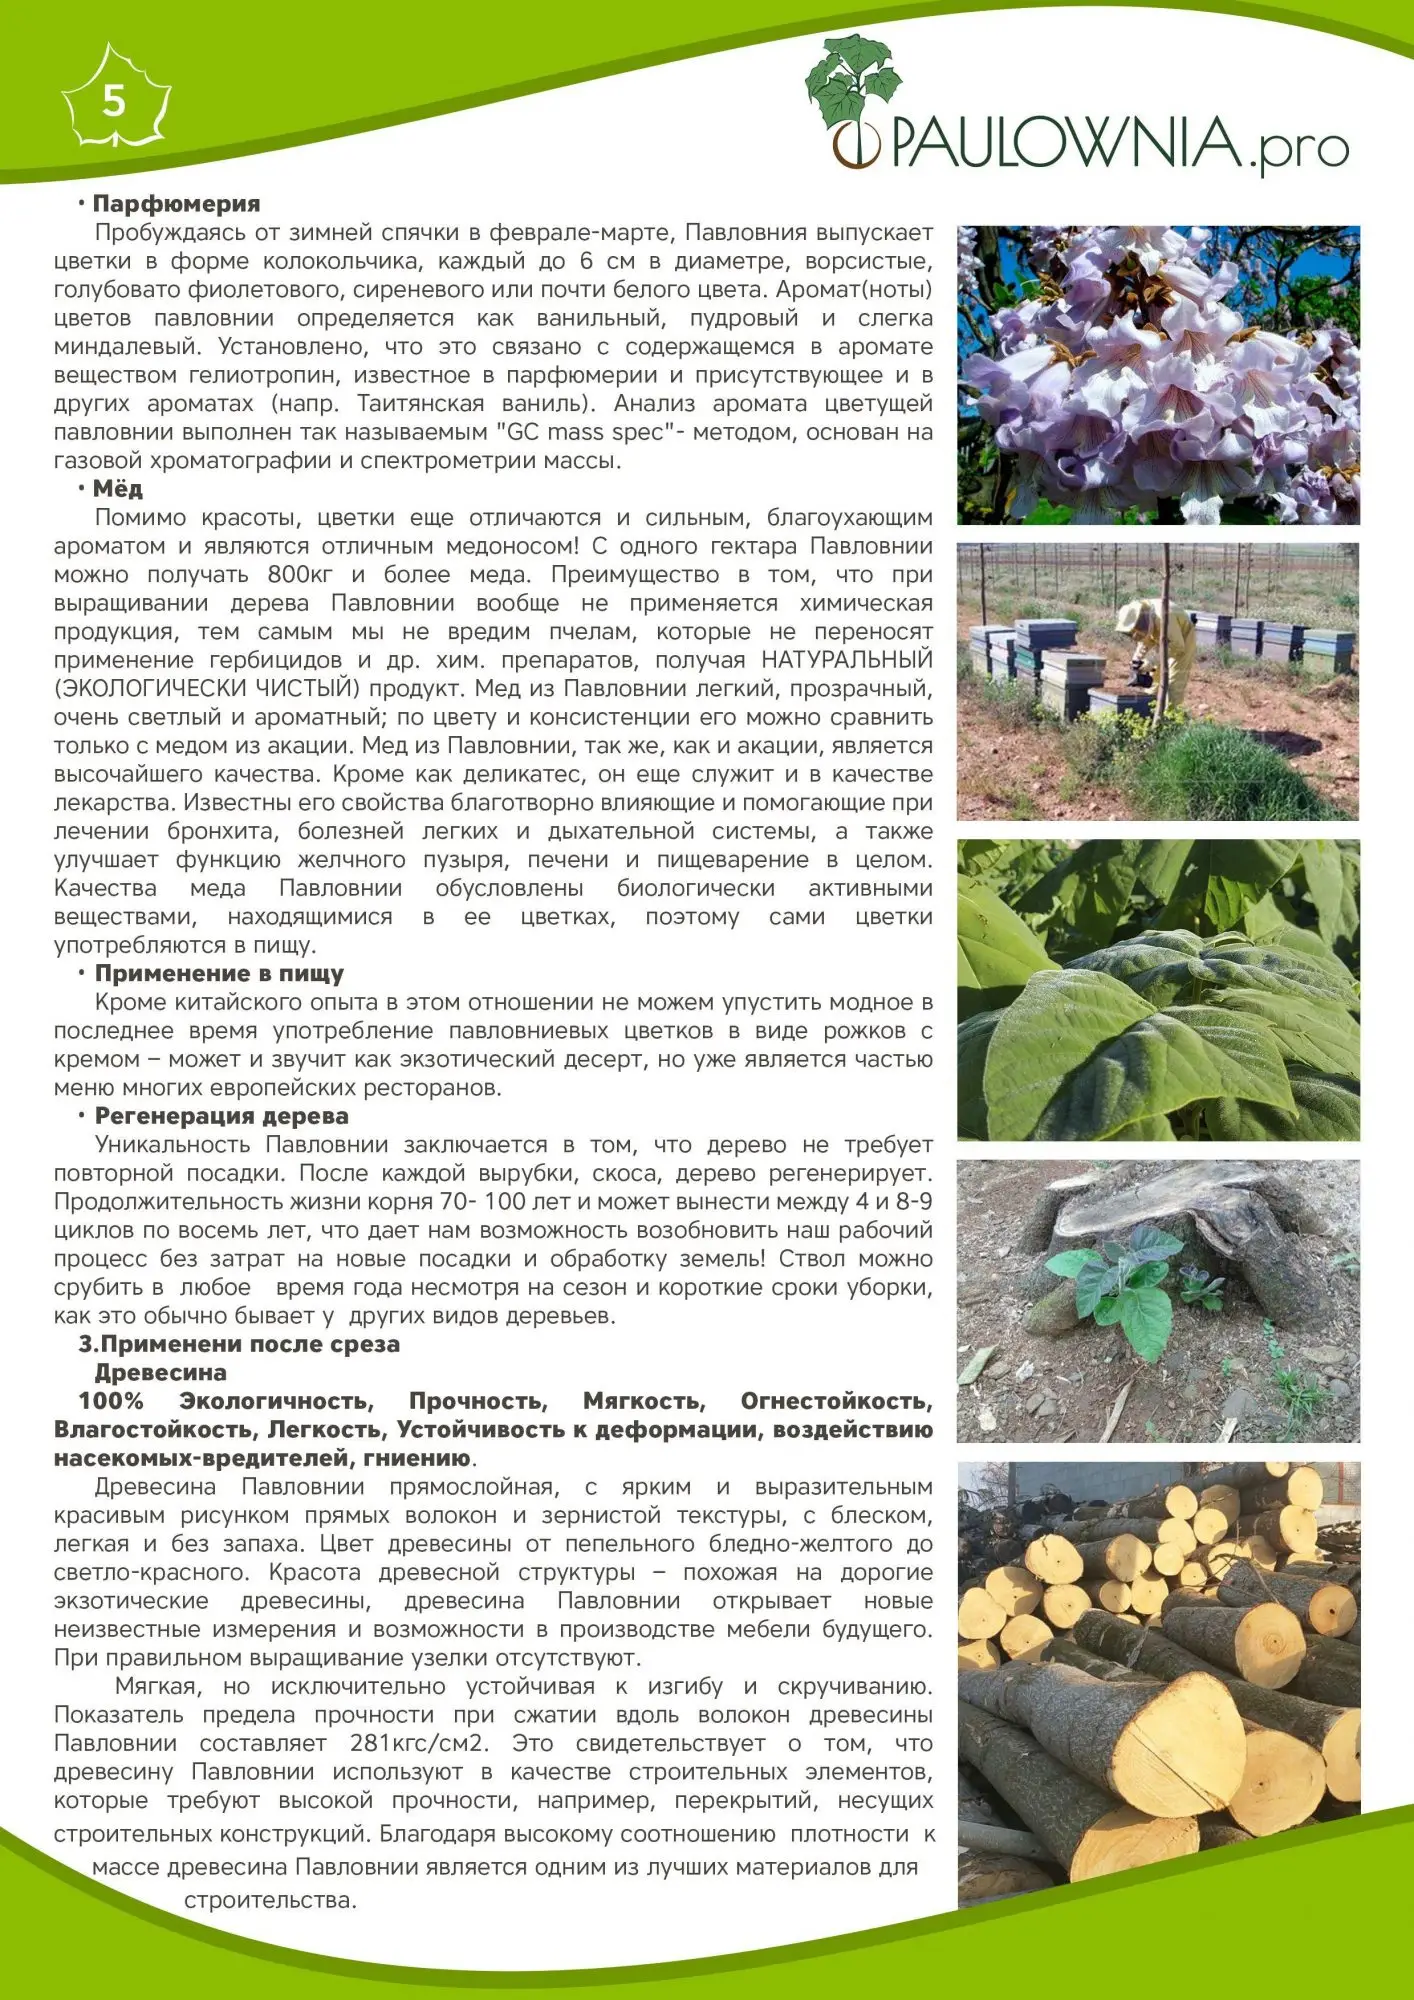 5
PAULOWNIA.pro
• Парфюмерия
Пробуждаясь от зимней спячки в феврале-марте, Павловния выпускает
цветки в форме колокольчика, каждый до 6 см в диаметре, ворсистые,
голубовато фиолетового, сиреневого или почти белого цвета. Аромат(ноты)
цветов павловнии определяется как ванильный, пудровый и слегка
миндалевый. Установлено, что это связано с содержащемся в аромате
веществом гелиотропин, известное в парфюмерии и присутствующее и в
других ароматах (напр. Таитянская ваниль). Анализ аромата цветущей
павловнии выполнен так называемым "GC mass spec"- методом, основан на
газовой хроматографии и спектрометрии массы.
• Мёд
Помимо красоты, цветки еще отличаются и сильным, благоухающим
ароматом и являются отличным медоносом! С одного гектара Павловнии
можно получать 800кг и более меда. Преимущество в том, что при
выращивании дерева Павловнии вообще не применяется химическая
продукция, тем самым мы не вредим пчелам, которые не переносят
применение гербицидов и др. хим. препаратов, получая НАТУРАЛЬНЫЙ
(ЭКОЛОГИЧЕСКИ ЧИСТЫЙ) продукт. Мед из Павловнии легкий, прозрачный,
очень светлый и ароматный; по цвету и консистенции его можно сравнить
только с медом из акации. Мед из Павловнии, так же, как и акации, является
высочайшего качества. Кроме как деликатес, он еще служит и в качестве
лекарства. Известны его свойства благотворно влияющие и помогающие при
лечении бронхита, болезней легких и дыхательной системы, а также
улучшает функцию желчного пузыря, печени и пищеварение в целом.
Качества меда Павловнии обусловлены биологически активными
веществами, находящимися в ее цветках, поэтому сами цветки
употребляются в пищу.
• Применение в пищу
Кроме китайского опыта в этом отношении не можем упустить модное в
последнее время употребление павловниевых цветков в виде рожков с
кремом – может и звучит как экзотический десерт, но уже является частью
меню многих европейских ресторанов.
• Регенерация дерева
Уникальность Павловнии заключается в том, что дерево не требует
повторной посадки. После каждой вырубки, скоса, дерево регенерирует.
Продолжительность жизни корня 70- 100 лет и может вынести между 4 и 8-9
циклов по восемь лет, что дает нам возможность возобновить наш рабочий
процесс без затрат на новые посадки и обработку земель! Ствол можно
срубить в любое время года несмотря на сезон и короткие сроки уборки,
как это обычно бывает у других видов деревьев.
3.Применени после среза
Древесина
100% Экологичность, Прочность, Мягкость, Огнестойкость,
Влагостойкость, Легкость, Устойчивость к деформации, воздействию
насекомых-вредителей, гниению.
Древесина Павловнии прямослойная, с ярким и выразительным
красивым рисунком прямых волокон и зернистой текстуры, с блеском,
легкая и без запаха. Цвет древесины от пепельного бледно-желтого до
светло-красного. Красота древесной структуры – похожая на дорогие
экзотические древесины, древесина Павловнии открывает новые
неизвестные измерения и возможности в производстве мебели будущего.
При правильном выращивание узелки отсутствуют.
Мягкая, но исключительно устойчивая к изгибу и скручиванию.
Показатель предела прочности при сжатии вдоль волокон древесины
Павловнии составляет 281кгс/см2. Это свидетельствует о том, что
древесину Павловнии используют в качестве строительных элементов,
которые требуют высокой прочности, например, перекрытий, несущих
строительных конструкций. Благодаря высокому соотношению плотности к
массе древесина Павловнии является одним из лучших материалов для
строительства.